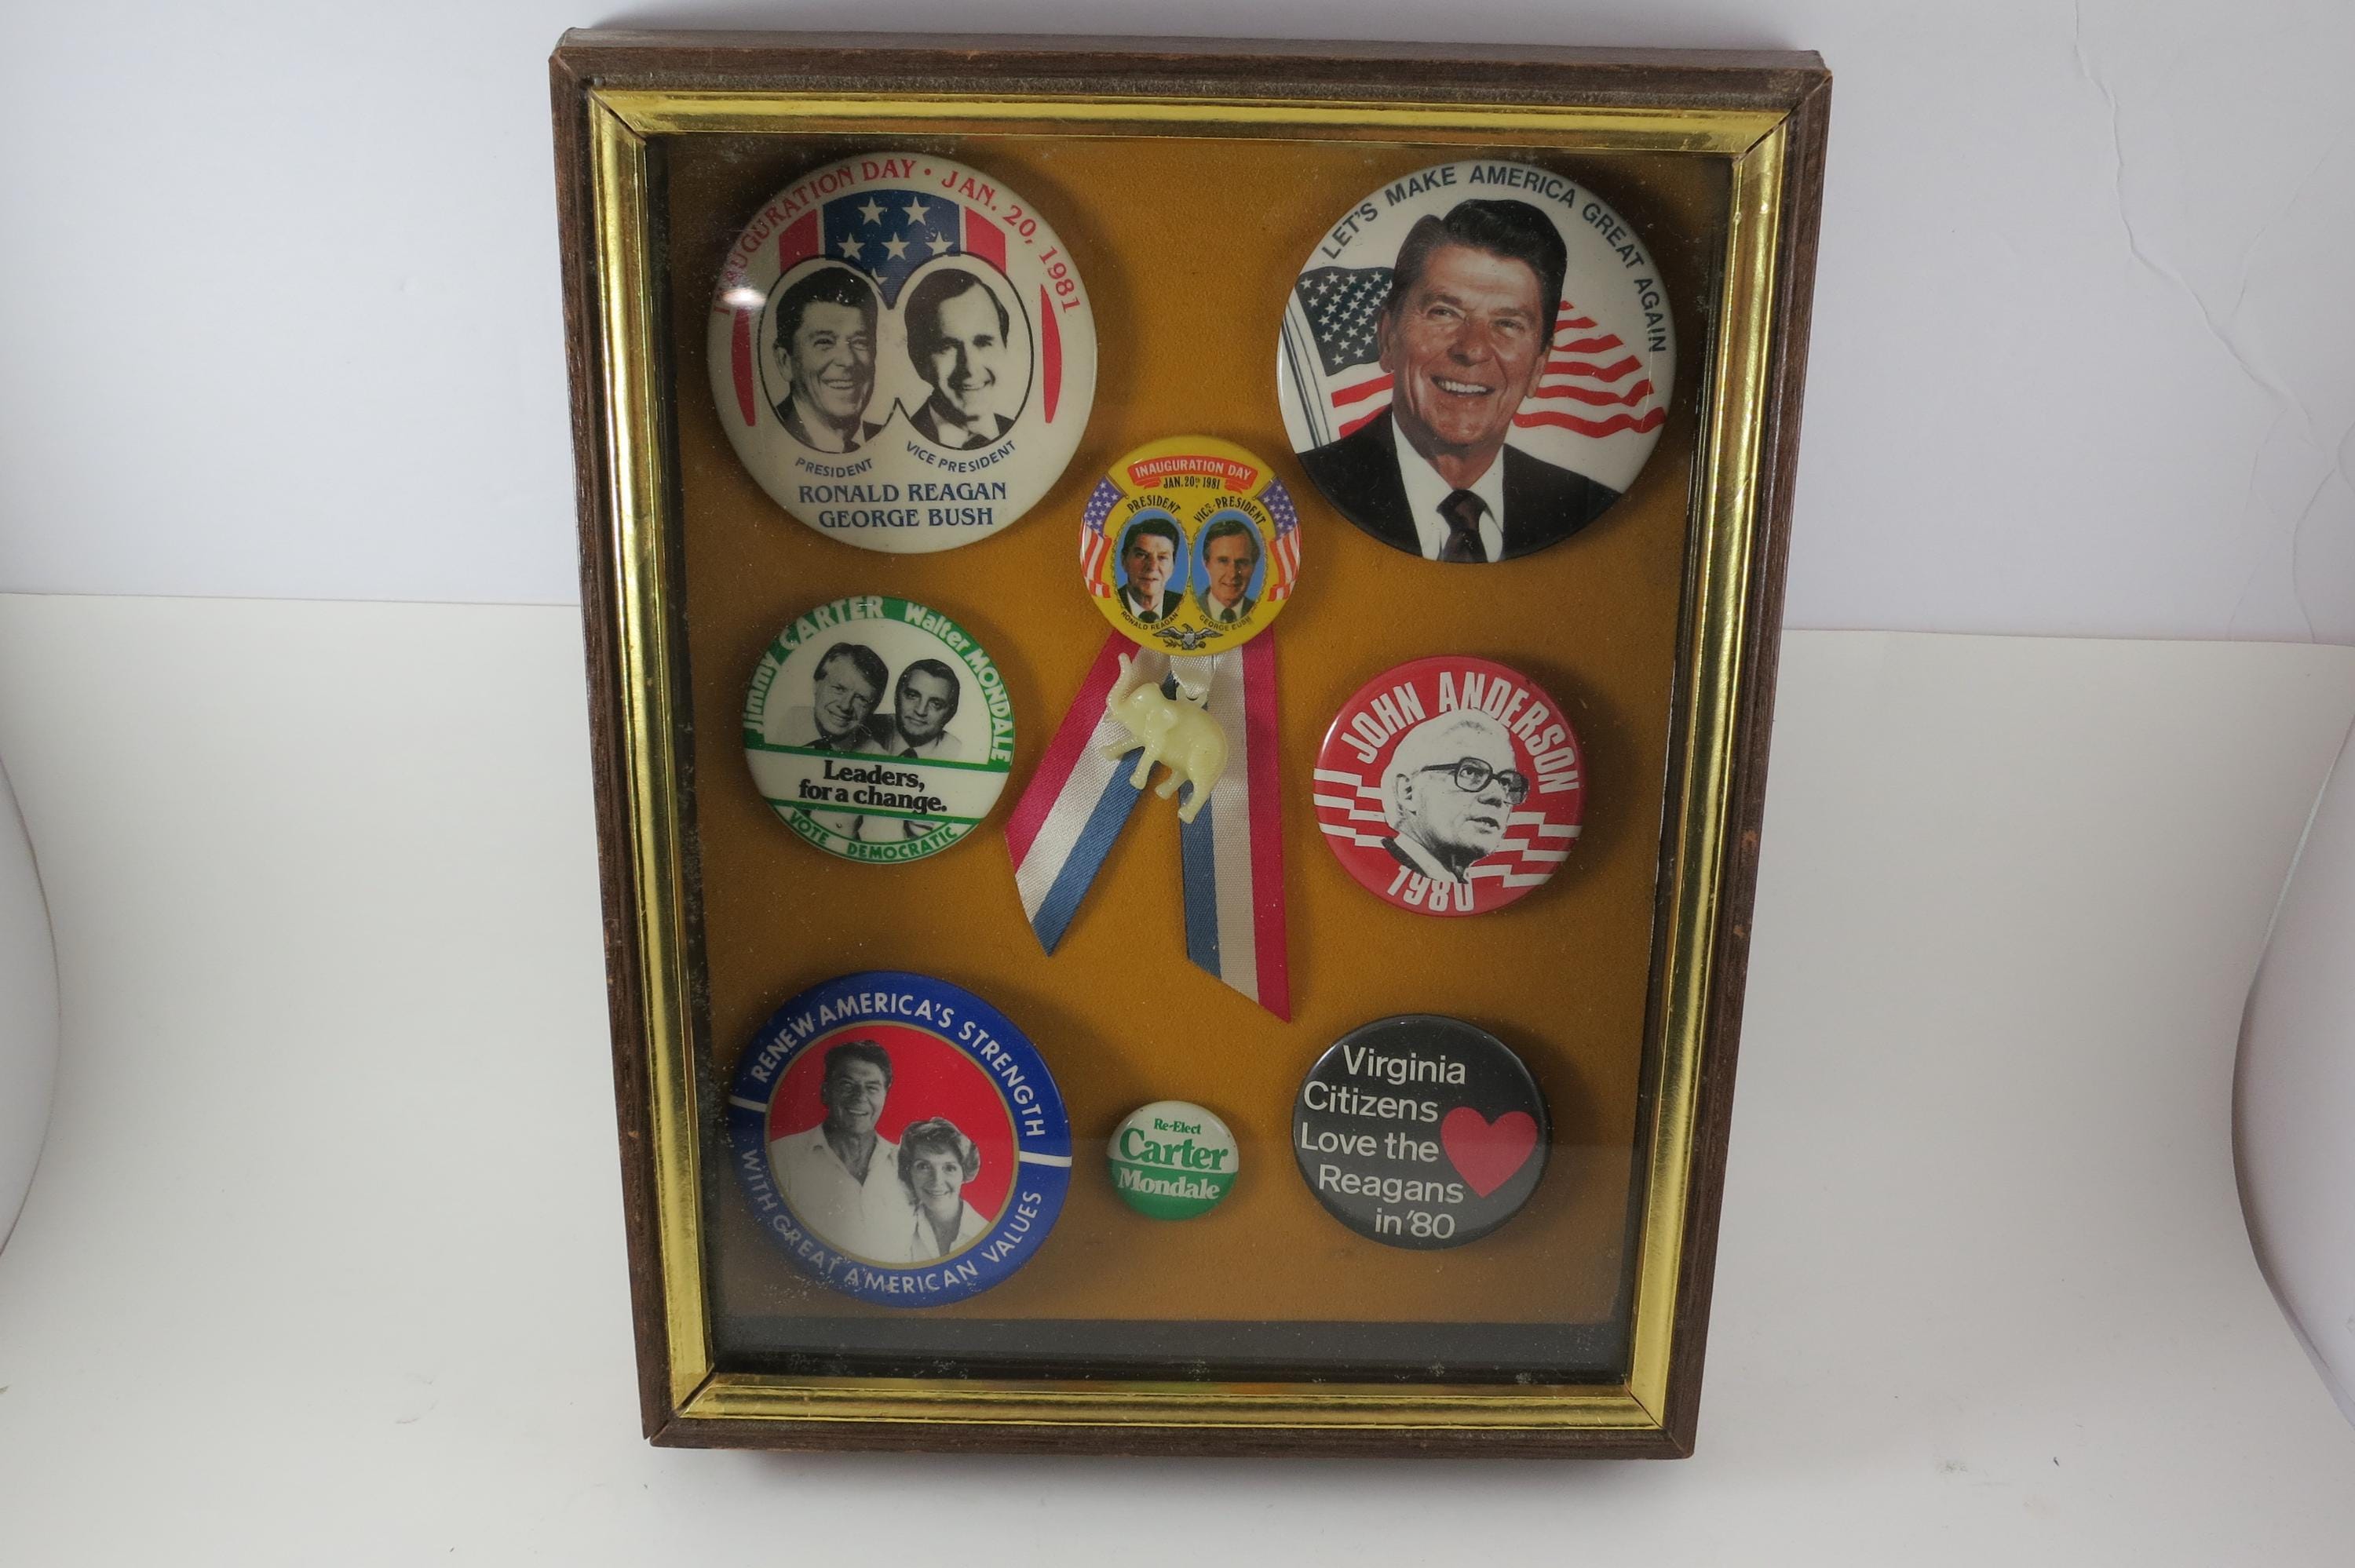 INAUGURATION DAY • JAN. 20, 1981
PRESIDENT
VICE PRESIDENT
RONALD REAGAN
GEORGE BUSH
LET'S MAKE AMERICA GREAT AGAIN
INAUGURATION DAY
JAN. 20th 1981
PRESIDENT
VICE-PRESIDENT
RONALD REAGAN
GEORGE BUSH
Jimmy CARTER Walter MONDALE
Leaders,
for a change.
VOTE DEMOCRATIC
JOHN ANDERSON
1980
RENEW AMERICA'S STRENGTH
WITH GREAT AMERICAN VALUES
Re-Elect
Carter
Mondale
Virginia
Citizens
Love the
Reagans
in '80